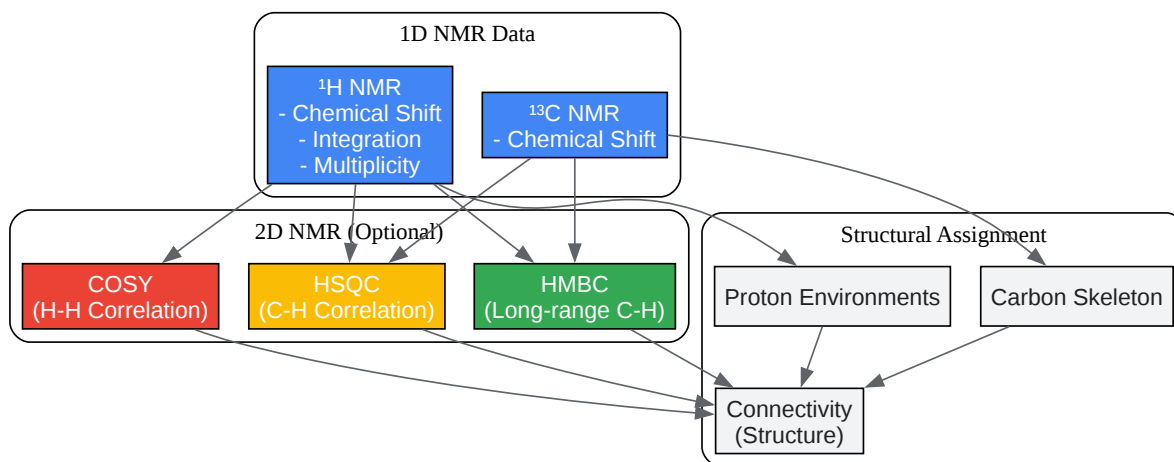 1D NMR Data
¹H NMR
- Chemical Shift
- Integration
- Multiplicity
¹³C NMR
- Chemical Shift
2D NMR (Optional)
COSY
(H-H Correlation)
HSQC
(C-H Correlation)
HMBC
(Long-range C-H)
Structural Assignment
Proton Environments
Carbon Skeleton
Connectivity
(Structure)